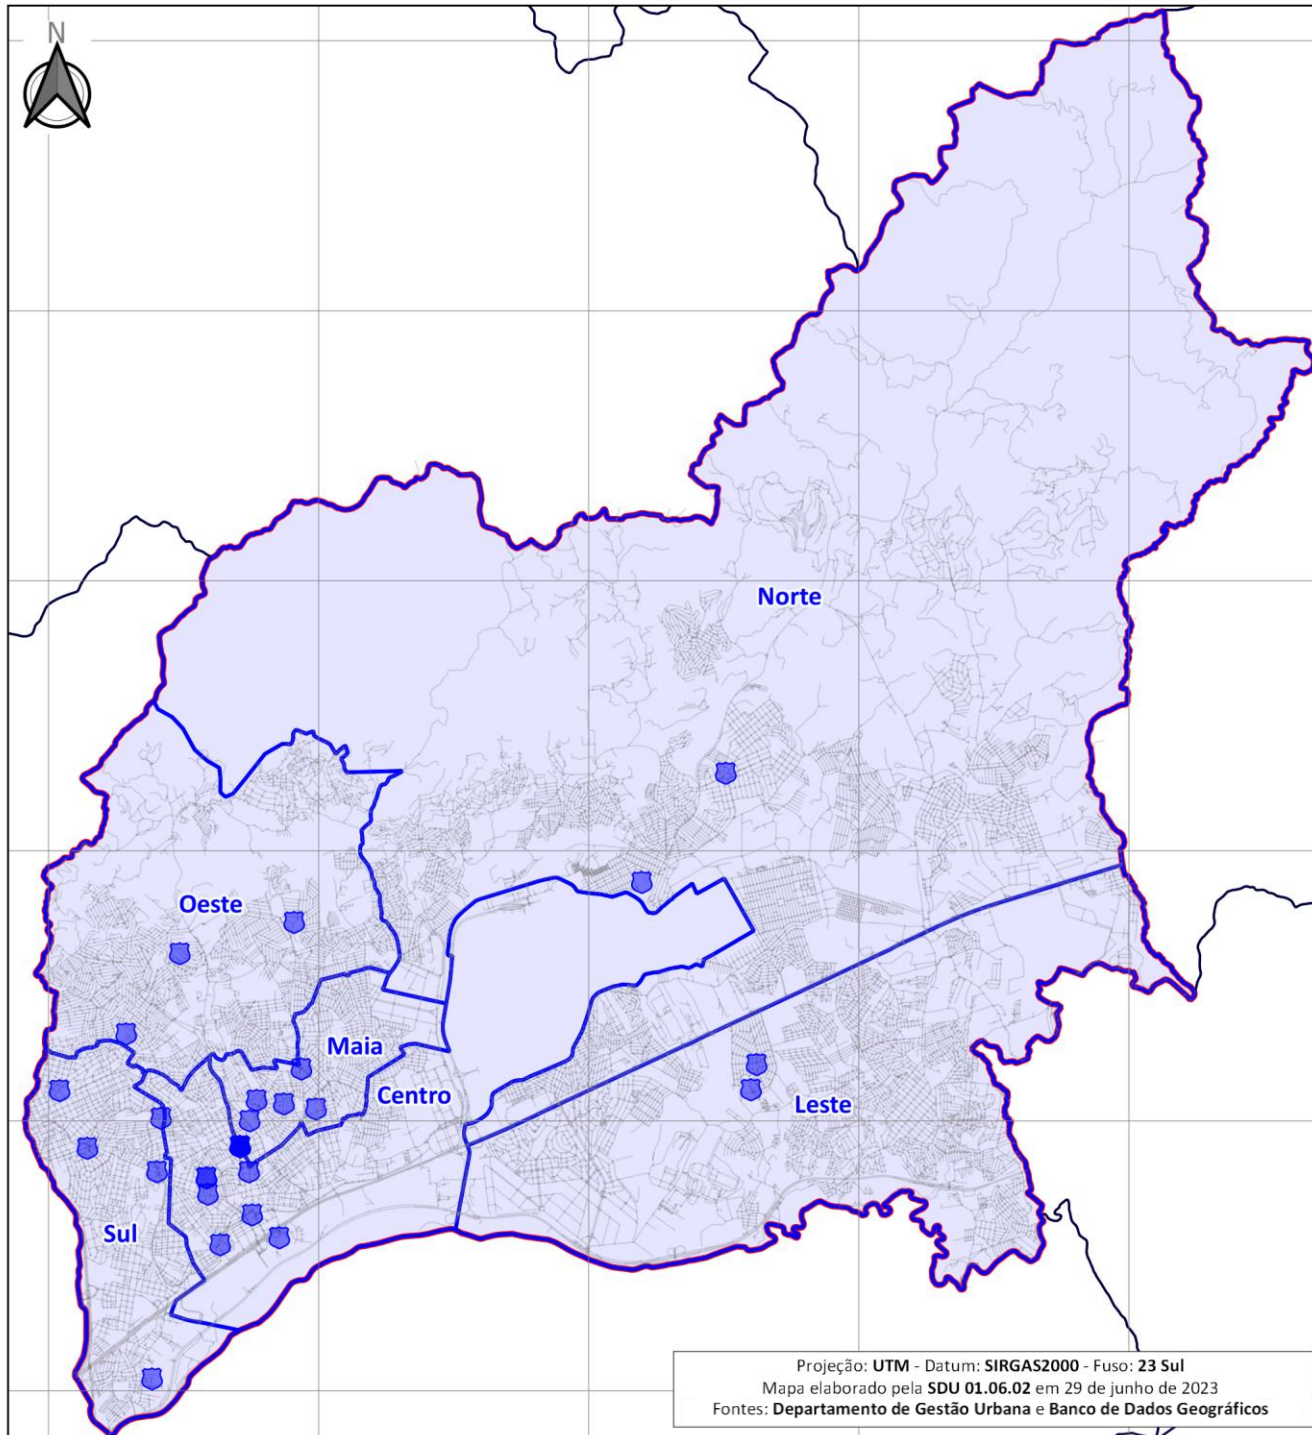 N
Norte
Oeste
Maia
Centro
Leste
Sul
Projeção: UTM - Datum: SIRGAS2000 - Fuso: 23 Sul
Mapa elaborado pela SDU 01.06.02 em 29 de junho de 2023
Fontes: Departamento de Gestão Urbana e Banco de Dados Geográficos